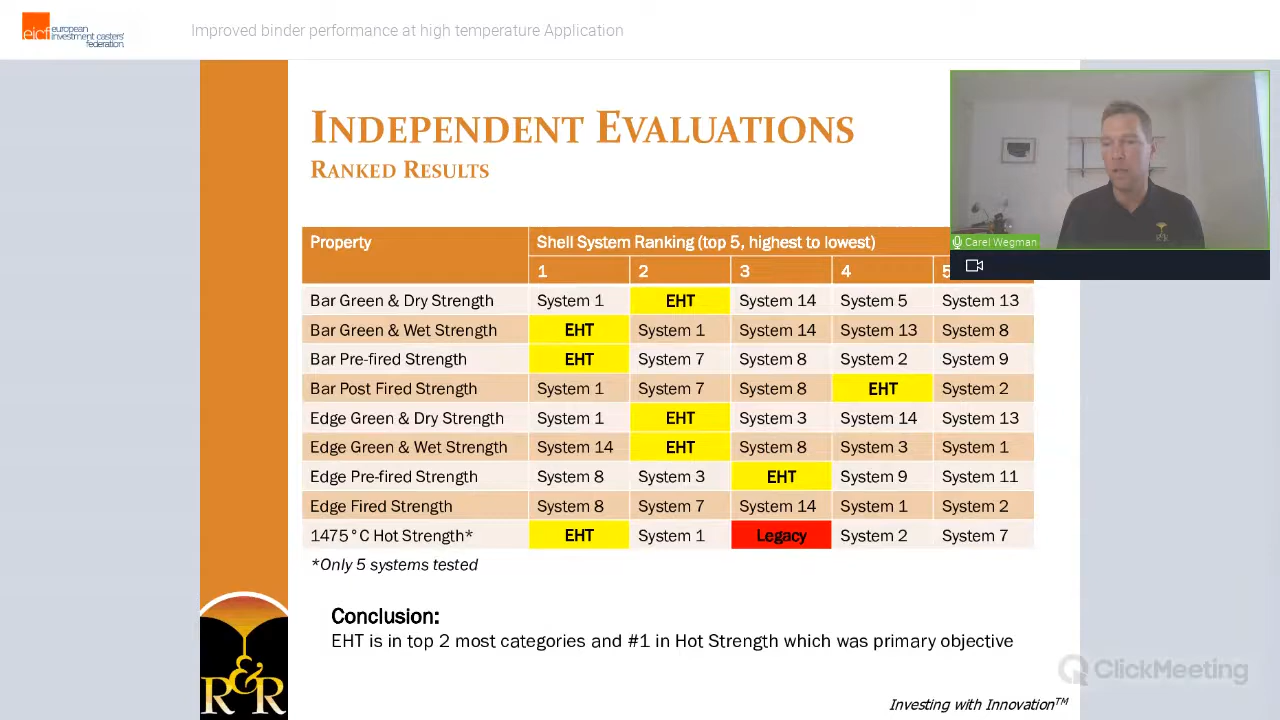 eicf european investment casters' federation.
Improved binder performance at high temperature Application
INDEPENDENT EVALUATIONS
RANKED RESULTS
Carel Wegman
Property Shell System Ranking (top 5, highest to lowest)
1 2 3 4 5
Bar Green & Dry Strength System 1 EHT System 14 System 5 System 13
Bar Green & Wet Strength EHT System 1 System 14 System 13 System 8
Bar Pre-fired Strength EHT System 7 System 8 System 2 System 9
Bar Post Fired Strength System 1 System 7 System 8 EHT System 2
Edge Green & Dry Strength System 1 EHT System 3 System 14 System 13
Edge Green & Wet Strength System 14 EHT System 8 System 3 System 1
Edge Pre-fired Strength System 8 System 3 EHT System 9 System 11
Edge Fired Strength System 8 System 7 System 14 System 1 System 2
1475°C Hot Strength* EHT System 1 Legacy System 2 System 7
*Only 5 systems tested
Conclusion:
EHT is in top 2 most categories and #1 in Hot Strength which was primary objective
ClickMeeting
R&R
Investing with Innovation™